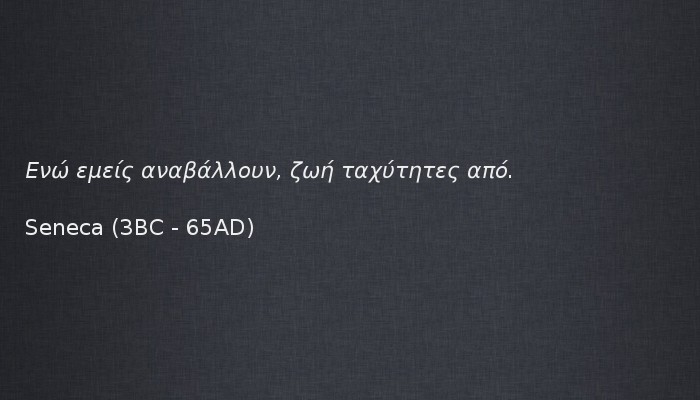 Ενώ εμείς αναβάλλουν, ζωή ταχύτητες από.
Seneca (3BC - 65AD)